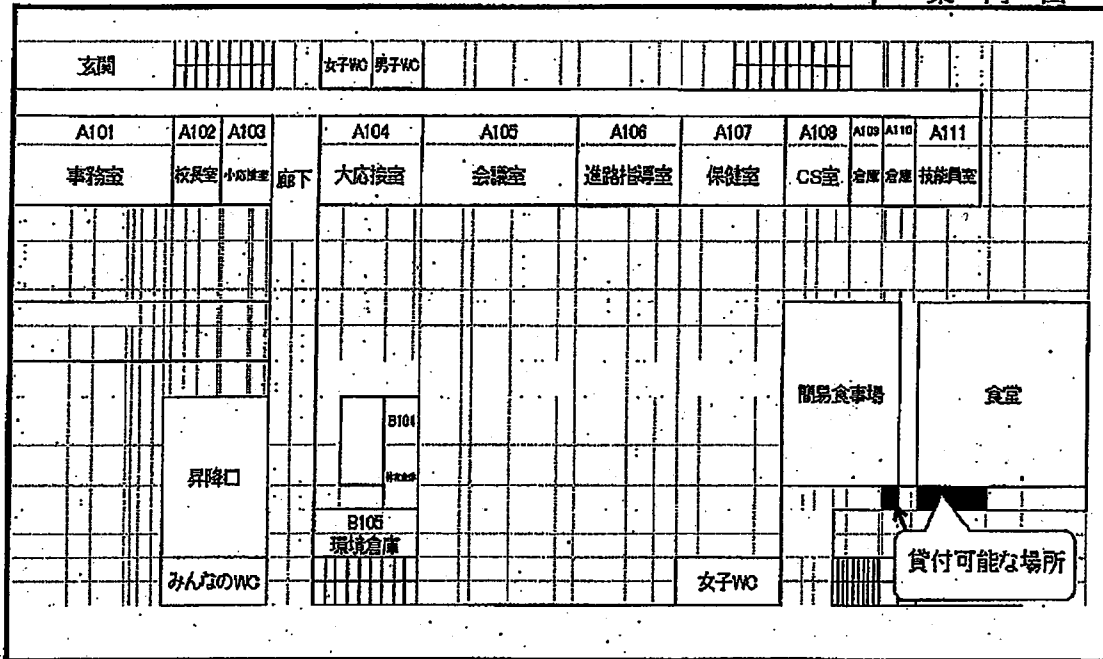 案内図
玄関
女子WC 男子WC
A101 A102 A103 A104 A105 A106 A107 A108 A109 A110 A111
事務室 校長室 小応接室 廊下 大応接室 会議室 進路指導室 保健室 CS室 倉庫 倉庫 技能員室
簡易食事場 食堂
B101
昇降口
B105
環境倉庫
貸付可能な場所
みんなのWC 女子WC